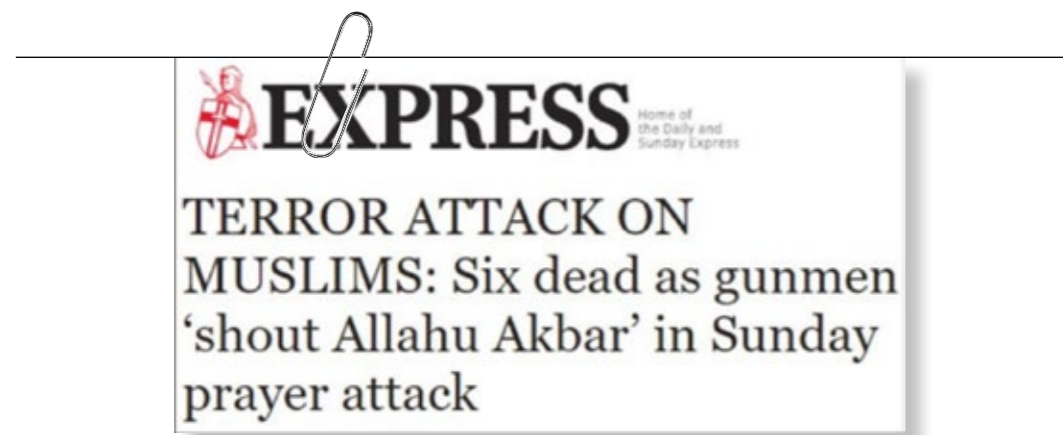 EXPRESS
Home of
the Daily and
Sunday Express
TERROR ATTACK ON
MUSLIMS: Six dead as gunmen
‘shout Allahu Akbar’ in Sunday
prayer attack